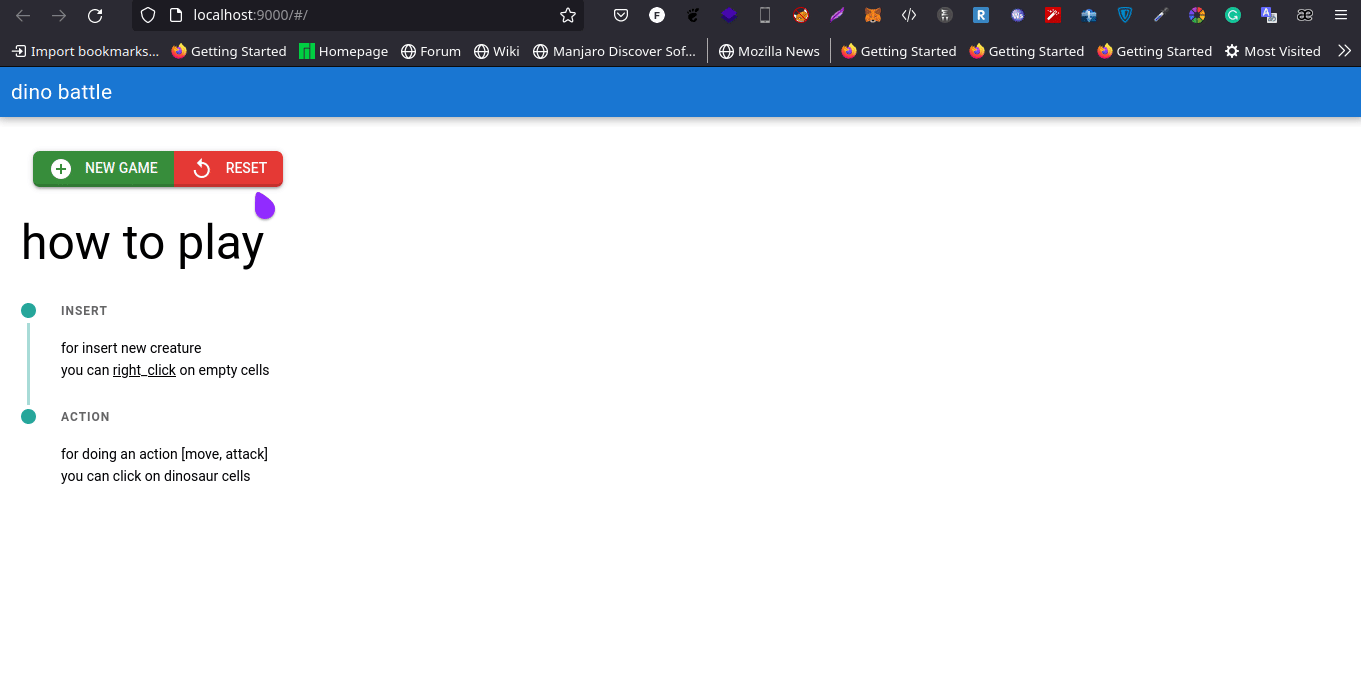 localhost:9000/#/
Import bookmarks... Getting Started Homepage Forum Wiki Manjaro Discover Sof... Mozilla News Getting Started Getting Started Getting Started Most Visited
dino battle
NEW GAME RESET
how to play
INSERT
for insert new creature
you can right_click on empty cells
ACTION
for doing an action [move, attack]
you can click on dinosaur cells